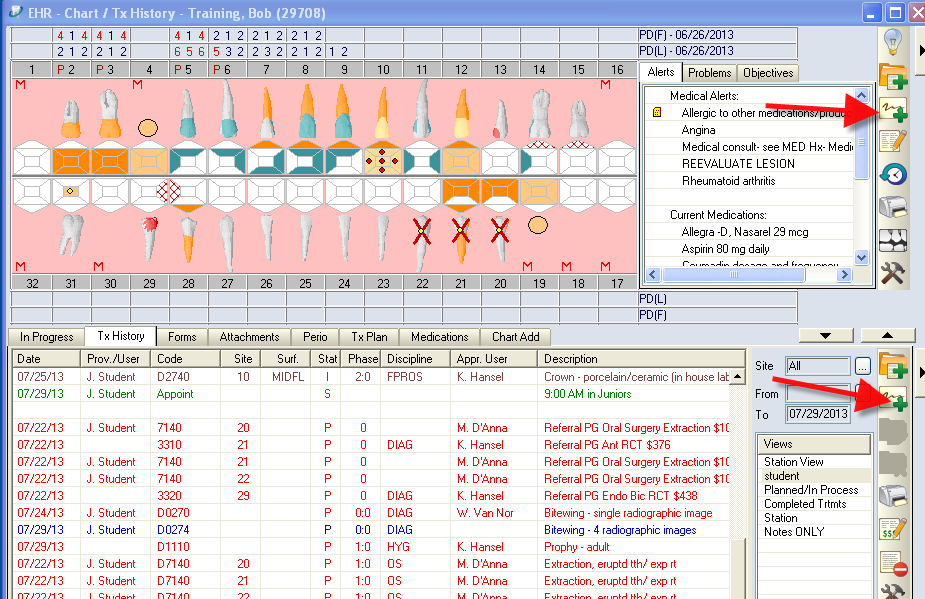 EHR - Chart / Tx History - Training, Bob (29708)
4 1 4 4 1 4 4 1 4 2 1 2 2 1 2 2 1 2 PD(F) - 06/26/2013
2 1 2 2 1 2 6 5 6 5 3 2 2 3 2 2 1 2 1 2 PD(L) - 06/26/2013
1 P 2 P 3 4 P 5 P 6 7 8 9 10 11 12 13 14 15 16
M M M
Alerts Problems Objectives
Medical Alerts:
Allergic to other medications/produc
Angina
Medical consult- see MED Hx- Medi
REEVALUATE LESION
Rheumatoid arthritis
Current Medications:
Allegra -D, Nasarel 29 mcg
Aspirin 80 mg daily
Coumadin dosage and frequency
M M M M M
32 31 30 29 28 27 26 25 24 23 22 21 20 19 18 17
PD(L)
PD(F)
In Progress Tx History Forms Attachments Perio Tx Plan Medications Chart Add
Date Prov./User Code Site Surf. Stat Phase Discipline Appr. User Description
07/25/13 J. Student D2740 10 MIDFL I 2:0 FPROS K. Hansel Crown - porcelain/ceramic (in house lab
07/29/13 J. Student Appoint S 9:00 AM in Juniors
07/22/13 J. Student 7140 20 P 0 M. D'Anna Referral PG Oral Surgery Extraction $10
07/22/13 3310 21 P 0 DIAG K. Hansel Referral PG Ant RCT $376
07/22/13 J. Student 7140 21 P 0 M. D'Anna Referral PG Oral Surgery Extraction $10
07/22/13 J. Student 7140 22 P 0 M. D'Anna Referral PG Oral Surgery Extraction $10
07/22/13 3320 29 P 0 DIAG K. Hansel Referral PG Endo Bic RCT $438
07/24/13 J. Student D0270 P 0:0 DIAG W. Van Nor Bitewing - single radiographic image
07/29/13 J. Student D0274 P 0:0 DIAG Bitewing - 4 radiographic images
07/29/13 D1110 P 1:0 HYG K. Hansel Prophy - adult
07/22/13 J. Student D7140 20 P 1:0 OS M. D'Anna Extraction, eruptd tth/ exp rt
07/22/13 J. Student D7140 21 P 1:0 OS M. D'Anna Extraction, eruptd tth/ exp rt
07/22/13 J. Student D7140 22 P 1:0 OS M. D'Anna Extraction, eruptd tth/ exp rt
Site All ...
From
To 07/29/2013
Views
Station View
student
Planned/In Process
Completed Trtmts
Station
Notes ONLY
$$$